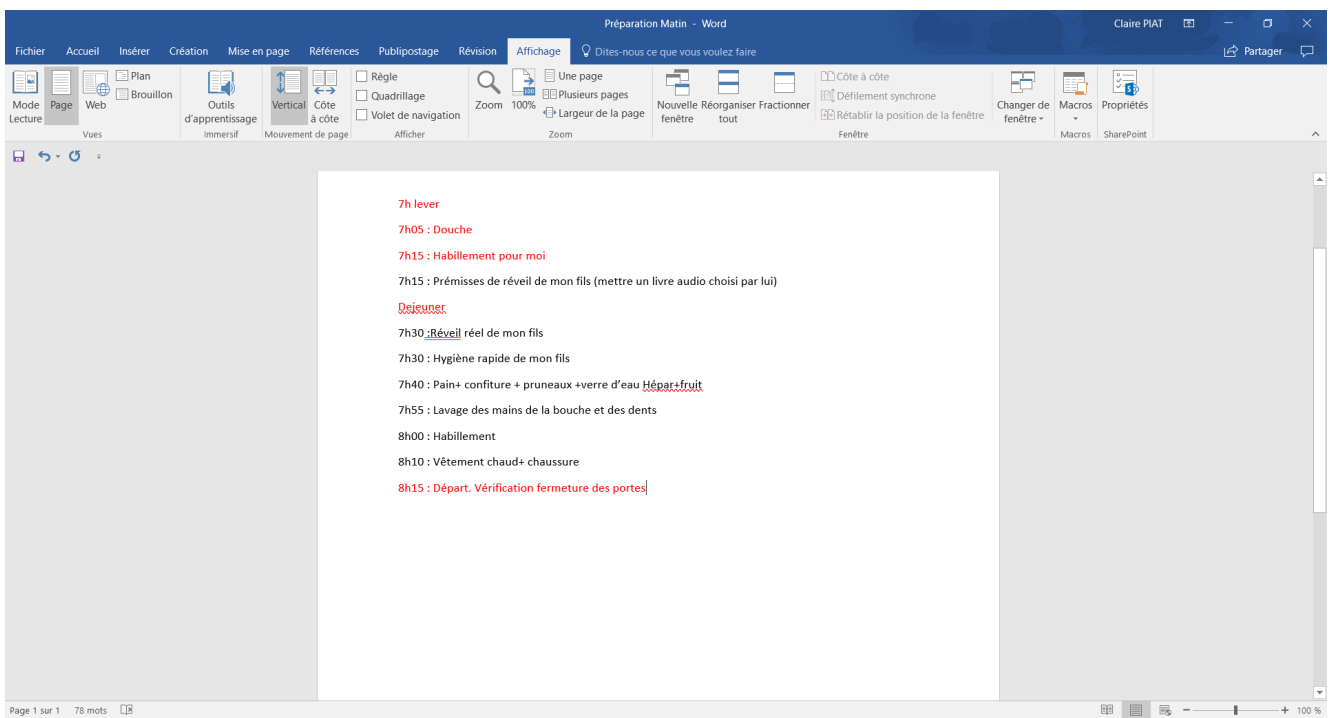 Préparation Matin - Word
Claire PIAT
Fichier Accueil Insérer Création Mise en page Références Publipostage Révision Affichage Dites-nous ce que vous voulez faire Partager
Mode Lecture
Page
Web
Plan
Brouillon
Vues
Outils d'apprentissage
Immersif
Vertical
Côte à côte
Mouvement de page
Règle
Quadrillage
Volet de navigation
Afficher
Zoom
100%
100
Une page
Plusieurs pages
Largeur de la page
Zoom
Nouvelle fenêtre
Réorganiser tout
Fractionner
Côte à côte
Défilement synchrone
Rétablir la position de la fenêtre
Fenêtre
Changer de fenêtre
Macros
Macros
Propriétés
SharePoint
7h lever
7h05 : Douche
7h15 : Habillement pour moi
7h15 : Prémisses de réveil de mon fils (mettre un livre audio choisi par lui)
Dejeuner
7h30 :Réveil réel de mon fils
7h30 : Hygiène rapide de mon fils
7h40 : Pain+ confiture + pruneaux +verre d'eau Hépar+fruit
7h55 : Lavage des mains de la bouche et des dents
8h00 : Habillement
8h10 : Vêtement chaud+ chaussure
8h15 : Départ. Vérification fermeture des portes
Page 1 sur 1 78 mots 100 %